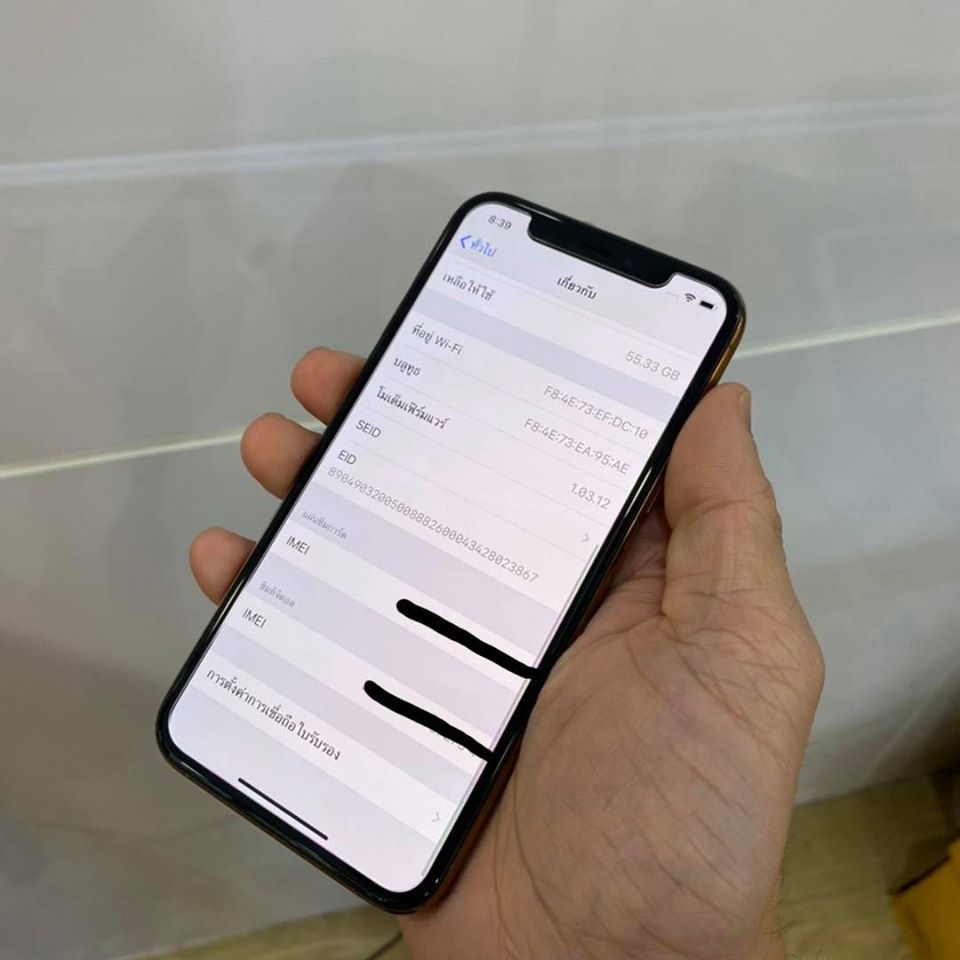 8:39
ทั่วไป
เกี่ยวกับ
เหลือให้ใช้ 55.33 GB
ที่อยู่ Wi-Fi F8:4E:73:EF:DC:10
บลูทูธ F8:4E:73:EA:95:AE
โมเด็มเฟิร์มแวร์ 1.03.12
SEID
EID
89049032005008882600043428023867
แผ่นซิมการ์ด
IMEI
ซิมดิจิตอล
IMEI
การตั้งค่าการเชื่อถือใบรับรอง